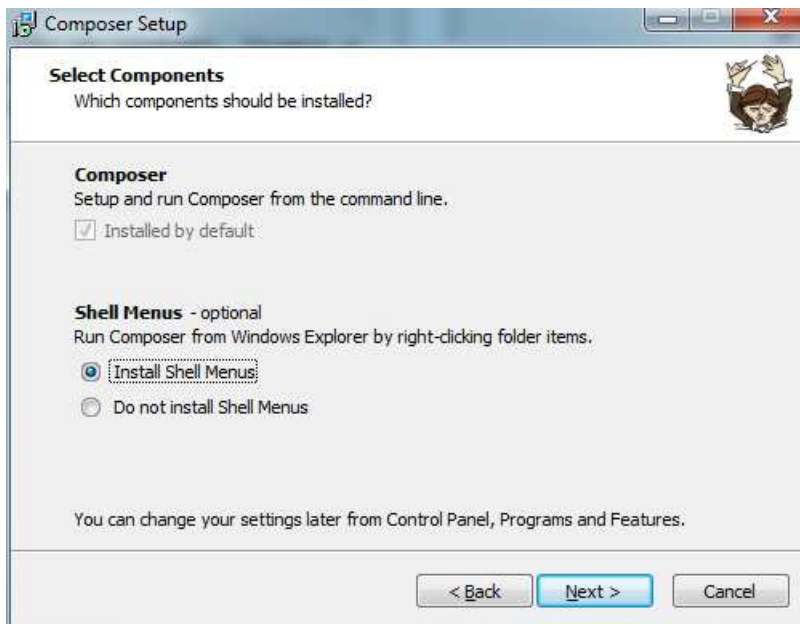 Composer Setup
Select Components
Which components should be installed?
Composer
Setup and run Composer from the command line.
Installed by default
Shell Menus - optional
Run Composer from Windows Explorer by right-clicking folder items.
Install Shell Menus
Do not install Shell Menus
You can change your settings later from Control Panel, Programs and Features.
< Back Next > Cancel